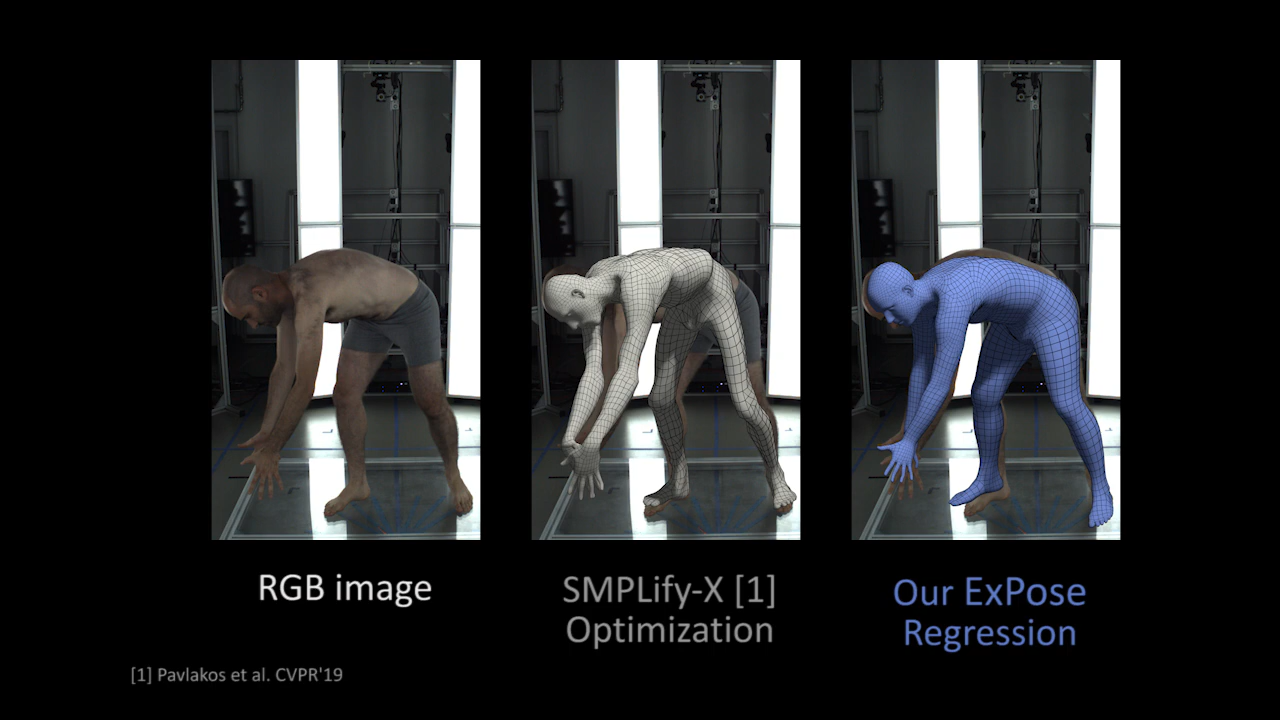 RGB image
SMPLify-X [1]
Optimization
Our ExPose
Regression
[1] Pavlakos et al. CVPR'19